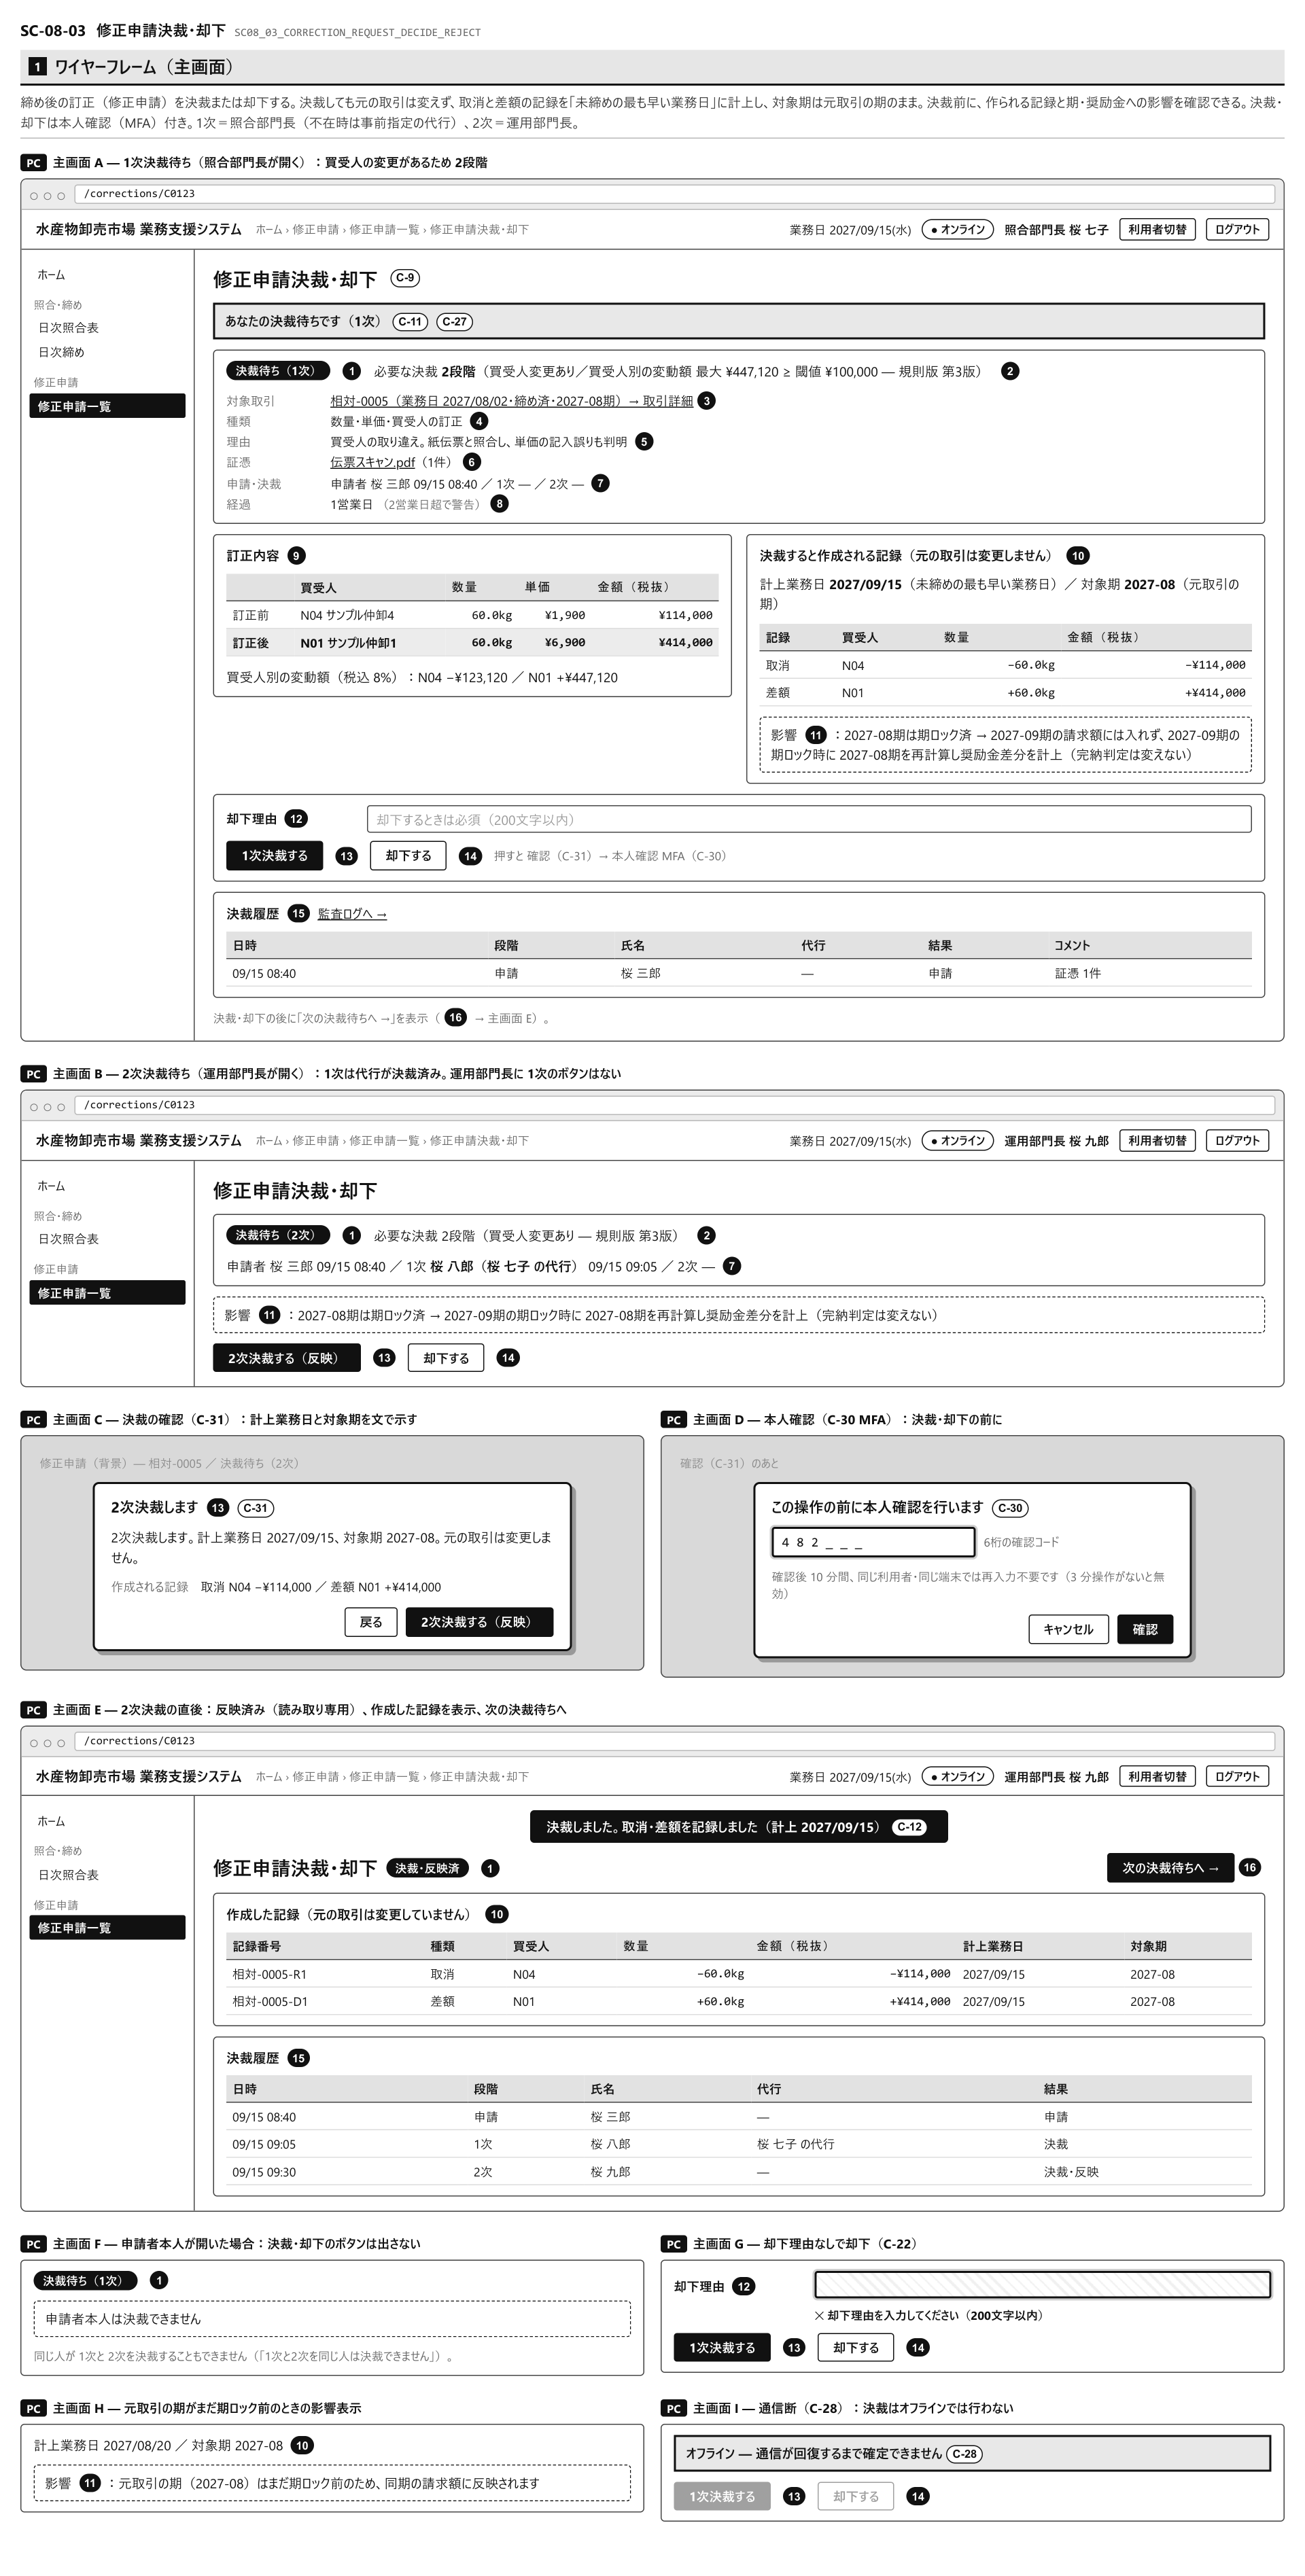 SC-08-03 修正申請決裁・却下 SC08_03_CORRECTION_REQUEST_DECIDE_REJECT
1 ワイヤーフレーム（主画面）
締め後の訂正（修正申請）を決裁または却下する。決裁しても元の取引は変えず、取消と差額の記録を「未締めの最も早い業務日」に計上し、対象期は元取引の期のまま。決裁前に、作られる記録と期・奨励金への影響を確認できる。決裁・
却下は本人確認（MFA）付き。1次＝照合部門長（不在時は事前指定の代行）、2次＝運用部門長。
PC 主画面 A — 1次決裁待ち（照合部門長が開く）：買受人の変更があるため 2段階
/corrections/C0123
水産物卸売市場 業務支援システム ホーム › 修正申請 › 修正申請一覧 › 修正申請決裁・却下 業務日 2027/09/15(水) ● オンライン 照合部門長 桜 七子 利用者切替 ログアウト
ホーム
照合・締め
日次照合表
日次締め
修正申請
修正申請一覧
修正申請決裁・却下 C-9
あなたの決裁待ちです（1次） C-11 C-27
決裁待ち（1次） 1 必要な決裁 2段階（買受人変更あり／買受人別の変動額 最大 ¥447,120 ≥ 閾値 ¥100,000 — 規則版 第3版） 2
対象取引 相対-0005（業務日 2027/08/02・締め済・2027-08期）→ 取引詳細 3
種類 数量・単価・買受人の訂正 4
理由 買受人の取り違え。紙伝票と照合し、単価の記入誤りも判明 5
証憑 伝票スキャン.pdf（1件） 6
申請・決裁 申請者 桜 三郎 09/15 08:40 ／ 1次 — ／ 2次 — 7
経過 1営業日 （2営業日超で警告） 8
訂正内容 9
買受人 数量 単価 金額（税抜）
訂正前 N04 サンプル仲卸4 60.0kg ¥1,900 ¥114,000
訂正後 N01 サンプル仲卸1 60.0kg ¥6,900 ¥414,000
買受人別の変動額（税込 8%）：N04 −¥123,120 ／ N01 +¥447,120
決裁すると作成される記録（元の取引は変更しません） 10
計上業務日 2027/09/15（未締めの最も早い業務日）／ 対象期 2027-08（元取引の
期）
記録 買受人 数量 金額（税抜）
取消 N04 −60.0kg −¥114,000
差額 N01 +60.0kg +¥414,000
影響 11 ：2027-08期は期ロック済 → 2027-09期の請求額には入れず、2027-09期の
期ロック時に 2027-08期を再計算し奨励金差分を計上（完納判定は変えない）
却下理由 12 却下するときは必須（200文字以内）
1次決裁する 13 却下する 14 押すと 確認（C-31）→ 本人確認 MFA（C-30）
決裁履歴 15 監査ログへ →
日時 段階 氏名 代行 結果 コメント
09/15 08:40 申請 桜 三郎 — 申請 証憑 1件
決裁・却下の後に「次の決裁待ちへ →」を表示（ 16 → 主画面 E）。
PC 主画面 B — 2次決裁待ち（運用部門長が開く）：1次は代行が決裁済み。運用部門長に 1次のボタンはない
/corrections/C0123
水産物卸売市場 業務支援システム ホーム › 修正申請 › 修正申請一覧 › 修正申請決裁・却下 業務日 2027/09/15(水) ● オンライン 運用部門長 桜 九郎 利用者切替 ログアウト
ホーム
照合・締め
日次照合表
修正申請
修正申請一覧
修正申請決裁・却下
決裁待ち（2次） 1 必要な決裁 2段階（買受人変更あり — 規則版 第3版） 2
申請者 桜 三郎 09/15 08:40 ／ 1次 桜 八郎（桜 七子 の代行） 09/15 09:05 ／ 2次 — 7
影響 11 ：2027-08期は期ロック済 → 2027-09期の期ロック時に 2027-08期を再計算し奨励金差分を計上（完納判定は変えない）
2次決裁する（反映） 13 却下する 14
PC 主画面 C — 決裁の確認（C-31）：計上業務日と対象期を文で示す
修正申請（背景）— 相対-0005 ／ 決裁待ち（2次）
2次決裁します 13 C-31
2次決裁します。計上業務日 2027/09/15、対象期 2027-08。元の取引は変更しま
せん。
作成される記録 取消 N04 −¥114,000 ／ 差額 N01 +¥414,000
戻る 2次決裁する（反映）
PC 主画面 D — 本人確認（C-30 MFA）：決裁・却下の前に
確認（C-31）のあと
この操作の前に本人確認を行います C-30
4 8 2 _ _ _ 6桁の確認コード
確認後 10 分間、同じ利用者・同じ端末では再入力不要です（3 分操作がないと無
効）
キャンセル 確認
PC 主画面 E — 2次決裁の直後：反映済み（読み取り専用）、作成した記録を表示、次の決裁待ちへ
/corrections/C0123
水産物卸売市場 業務支援システム ホーム › 修正申請 › 修正申請一覧 › 修正申請決裁・却下 業務日 2027/09/15(水) ● オンライン 運用部門長 桜 九郎 利用者切替 ログアウト
ホーム
照合・締め
日次照合表
修正申請
修正申請一覧
決裁しました。取消・差額を記録しました（計上 2027/09/15） C-12
修正申請決裁・却下 決裁・反映済 1 次の決裁待ちへ → 16
作成した記録（元の取引は変更していません） 10
記録番号 種類 買受人 数量 金額（税抜） 計上業務日 対象期
相対-0005-R1 取消 N04 −60.0kg −¥114,000 2027/09/15 2027-08
相対-0005-D1 差額 N01 +60.0kg +¥414,000 2027/09/15 2027-08
決裁履歴 15
日時 段階 氏名 代行 結果
09/15 08:40 申請 桜 三郎 — 申請
09/15 09:05 1次 桜 八郎 桜 七子 の代行 決裁
09/15 09:30 2次 桜 九郎 — 決裁・反映
PC 主画面 F — 申請者本人が開いた場合：決裁・却下のボタンは出さない
決裁待ち（1次） 1
申請者本人は決裁できません
同じ人が 1次と 2次を決裁することもできません（「1次と2次を同じ人は決裁できません」）。
PC 主画面 G — 却下理由なしで却下（C-22）
却下理由 12
× 却下理由を入力してください（200文字以内）
1次決裁する 13 却下する 14
PC 主画面 H — 元取引の期がまだ期ロック前のときの影響表示
計上業務日 2027/08/20 ／ 対象期 2027-08 10
影響 11 ：元取引の期（2027-08）はまだ期ロック前のため、同期の請求額に反映されます
PC 主画面 I — 通信断（C-28）：決裁はオフラインでは行わない
オフライン — 通信が回復するまで確定できません C-28
1次決裁する 13 却下する 14